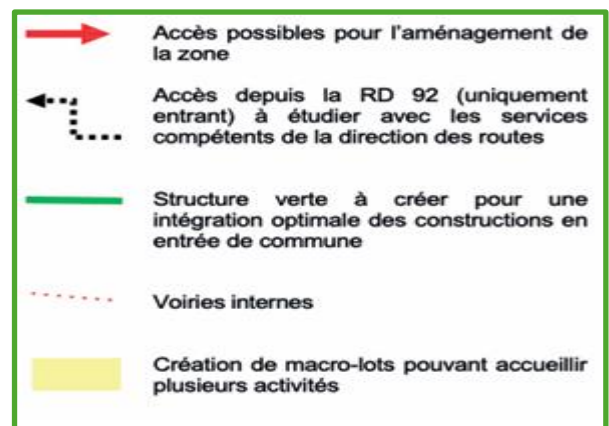 Accès possibles pour l'aménagement de
la zone
Accès depuis la RD 92 (uniquement
entrant) à étudier avec les services
compétents de la direction des routes
Structure verte à créer pour une
intégration optimale des constructions en
entrée de commune
Voiries internes
Création de macro-lots pouvant accueillir
plusieurs activités